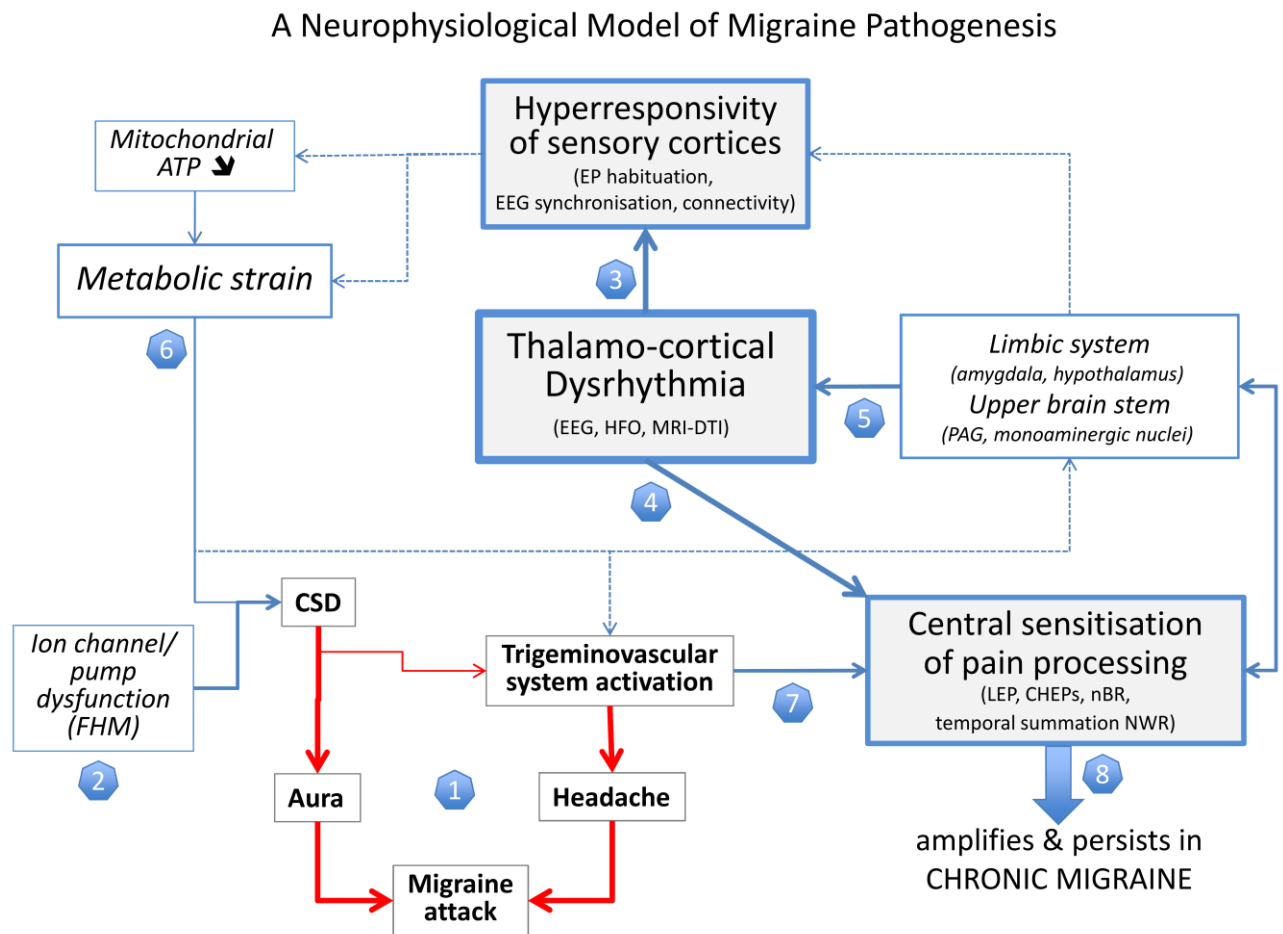 A Neurophysiological Model of Migraine Pathogenesis
Hyperresponsivity
of sensory cortices
(EP habituation,
EEG synchronisation, connectivity)
Mitochondrial
ATP ➘
Metabolic strain
3
6
Thalamo-cortical
Dysrhythmia
(EEG, HFO, MRI-DTI)
5
Limbic system
(amygdala, hypothalamus)
Upper brain stem
(PAG, monoaminergic nuclei)
4
CSD
Ion channel/
pump
dysfunction
(FHM)
2
Trigeminovascular
system activation
7
Central sensitisation
of pain processing
(LEP, CHEPs, nBR,
temporal summation NWR)
8
Aura
1
Headache
Migraine
attack
amplifies & persists in
CHRONIC MIGRAINE